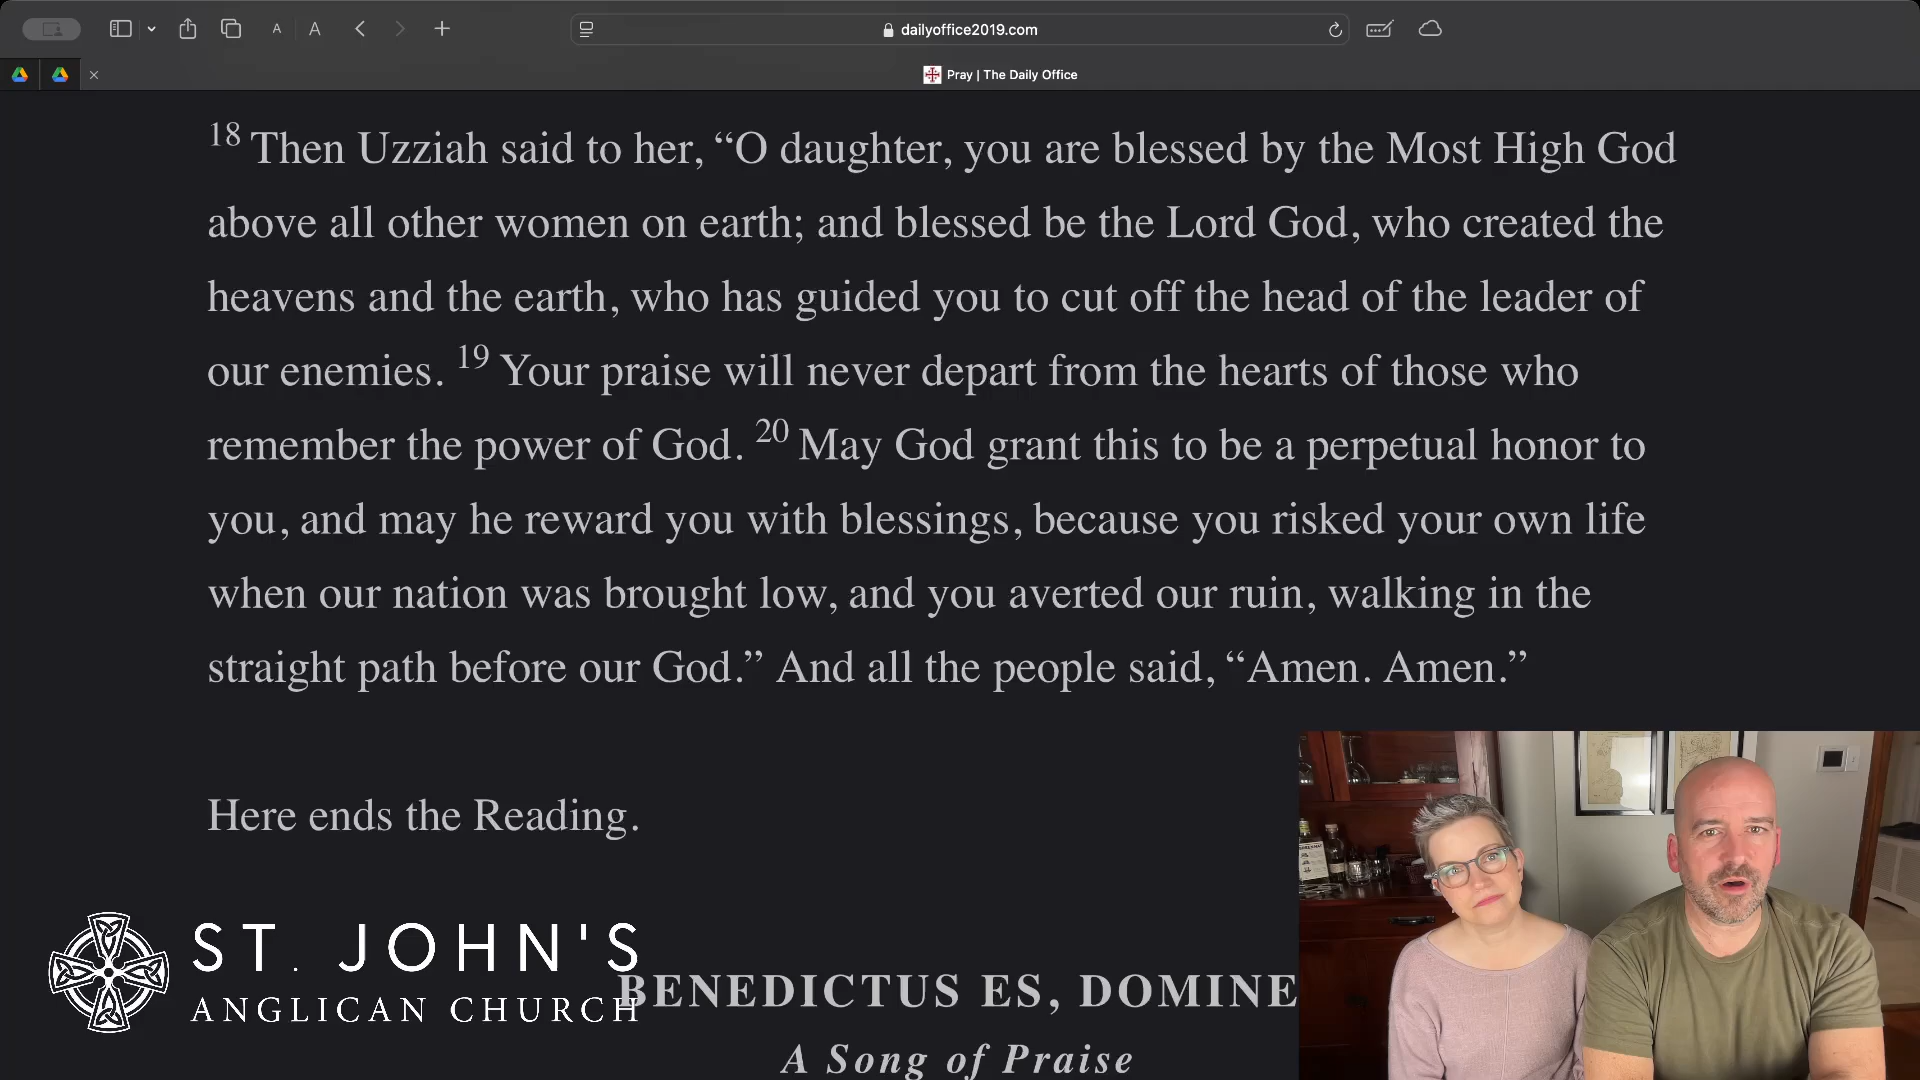 A A
dailyoffice2019.com
Pray | The Daily Office
18 Then Uzziah said to her, “O daughter, you are blessed by the Most High God
above all other women on earth; and blessed be the Lord God, who created the
heavens and the earth, who has guided you to cut off the head of the leader of
our enemies. 19 Your praise will never depart from the hearts of those who
remember the power of God. 20 May God grant this to be a perpetual honor to
you, and may he reward you with blessings, because you risked your own life
when our nation was brought low, and you averted our ruin, walking in the
straight path before our God.” And all the people said, “Amen. Amen.”
Here ends the Reading.
ST. JOHN'S
ANGLICAN CHURCH
BENEDICTUS ES, DOMINE
A Song of Praise